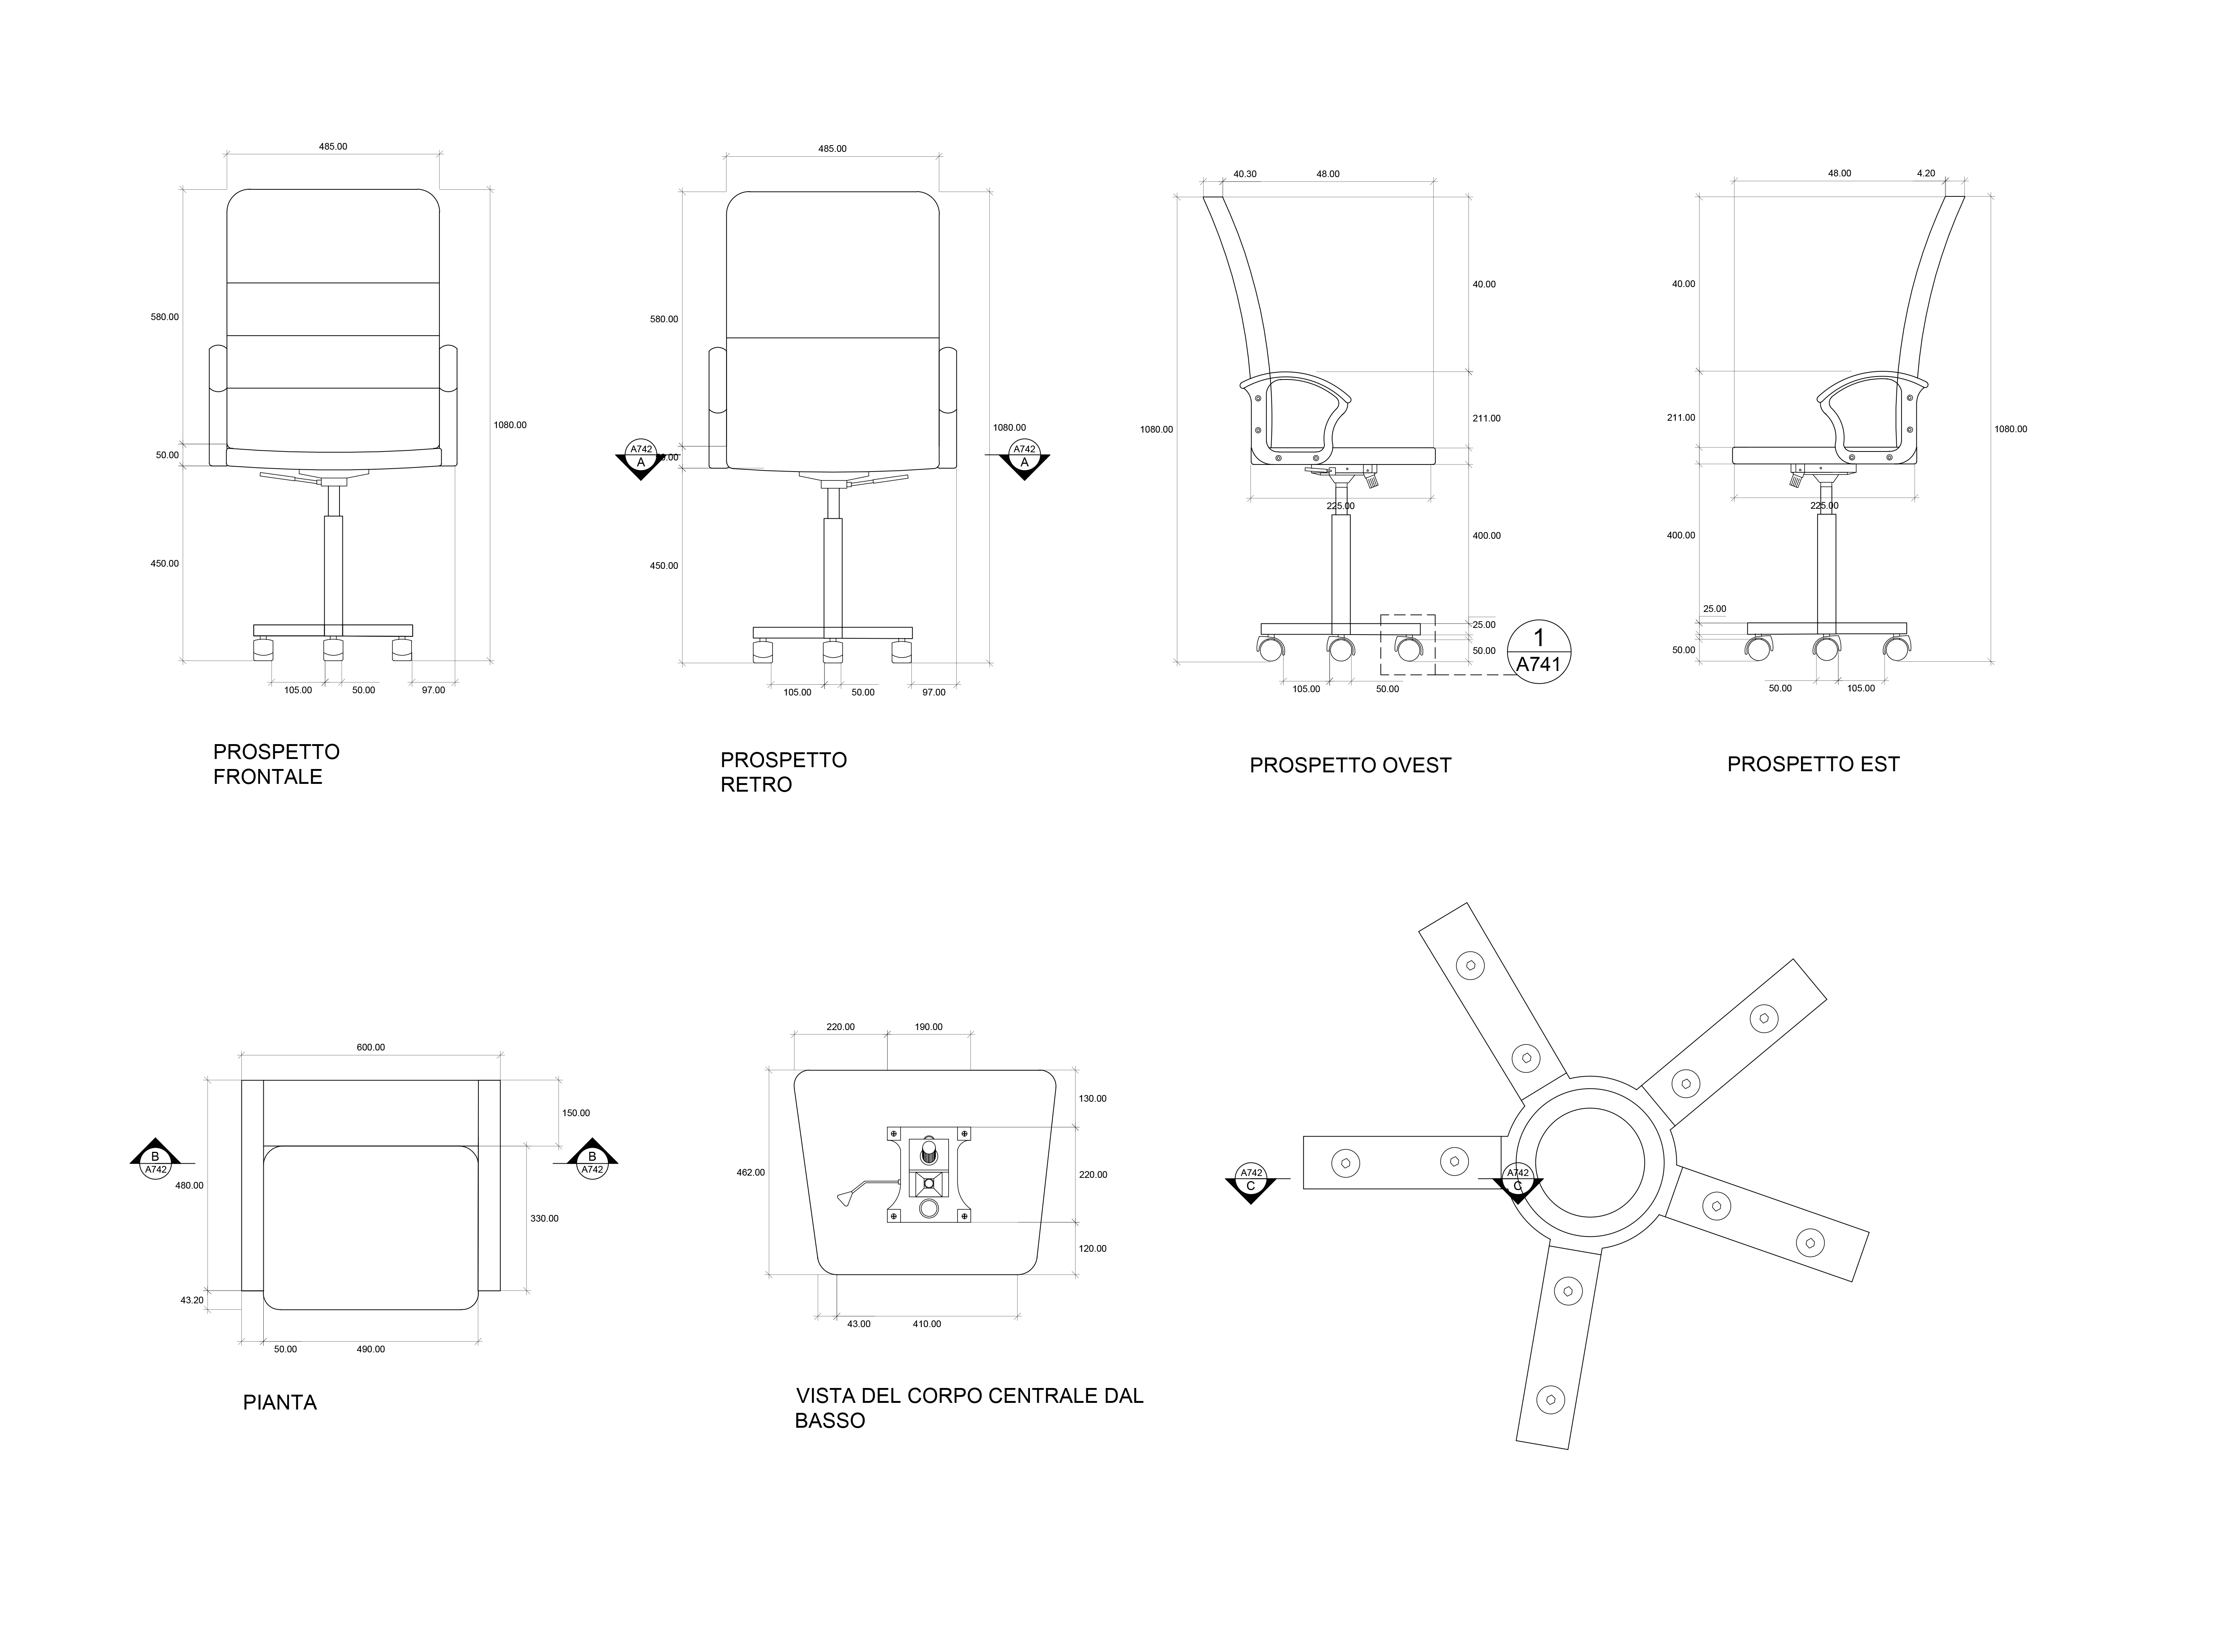 485.00
580.00
50.00
450.00
1080.00
105.00 50.00 97.00
PROSPETTO
FRONTALE
485.00
580.00
A742
A
1080.00
A742
A
450.00
105.00 50.00 97.00
PROSPETTO
RETRO
40.30 48.00
40.00
1080.00
211.00
225.00
400.00
25.00
50.00
105.00 50.00
1
A741
PROSPETTO OVEST
48.00 4.20
40.00
211.00
1080.00
225.00
400.00
25.00
50.00
50.00 105.00
PROSPETTO EST
600.00
150.00
B
A742
B
A742
480.00
330.00
43.20
50.00 490.00
PIANTA
220.00 190.00
130.00
462.00
220.00
120.00
43.00 410.00
VISTA DEL CORPO CENTRALE DAL
BASSO
A742
C
A742
C